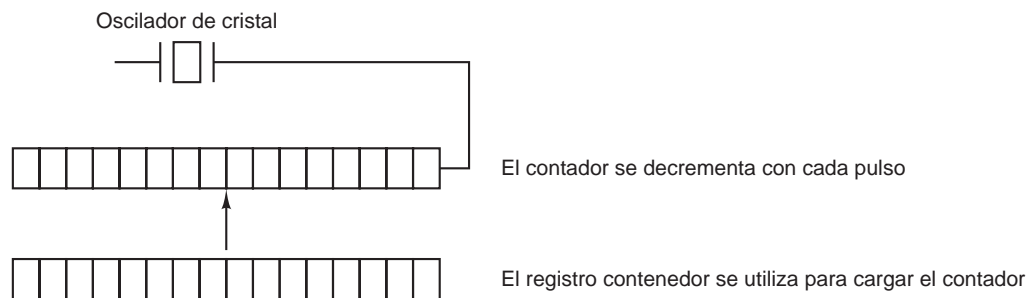 Oscilador de cristal
El contador se decrementa con cada pulso
El registro contenedor se utiliza para cargar el contador